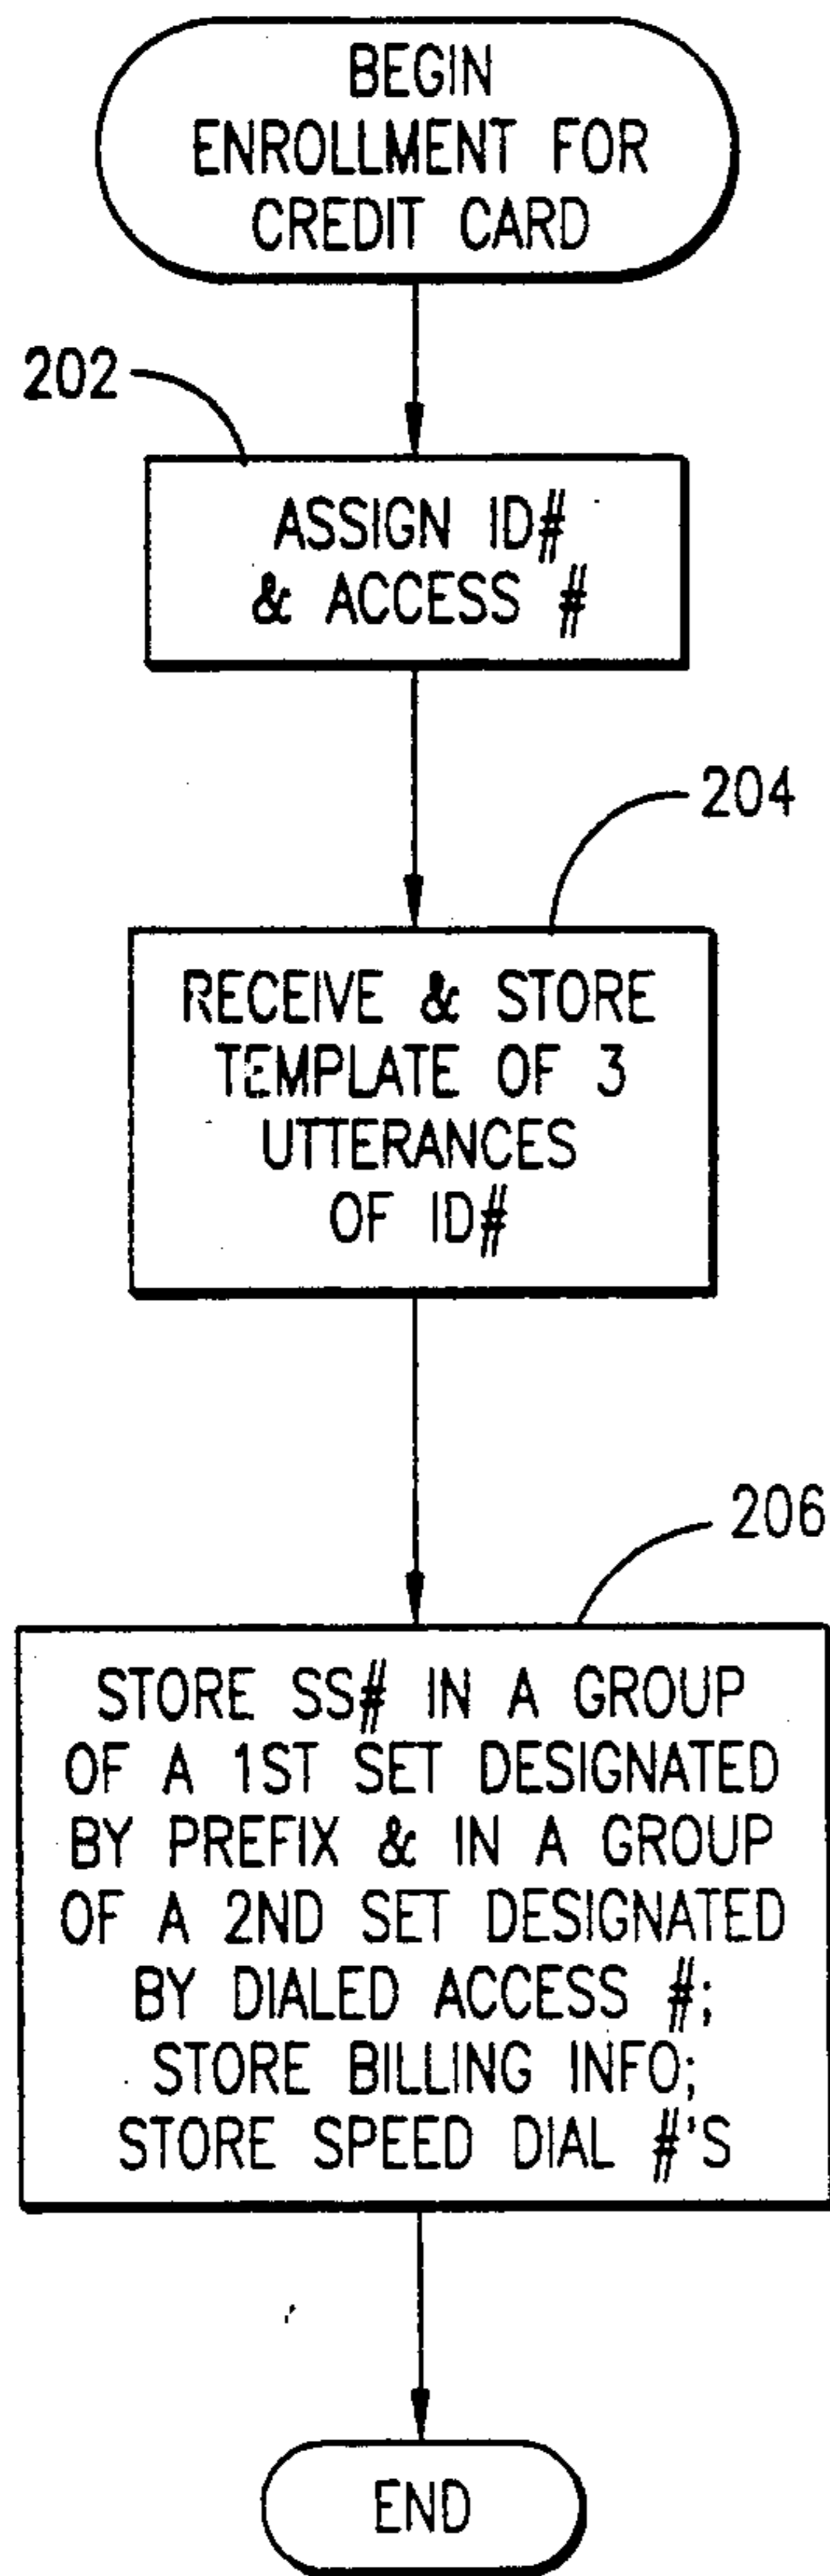 BEGIN
ENROLLMENT FOR
CREDIT CARD
202
ASSIGN ID#
& ACCESS #
204
RECEIVE & STORE
TEMPLATE OF 3
UTTERANCES
OF ID#
206
STORE SS# IN A GROUP
OF A 1ST SET DESIGNATED
BY PREFIX & IN A GROUP
OF A 2ND SET DESIGNATED
BY DIALED ACCESS #;
STORE BILLING INFO;
STORE SPEED DIAL #'S
END